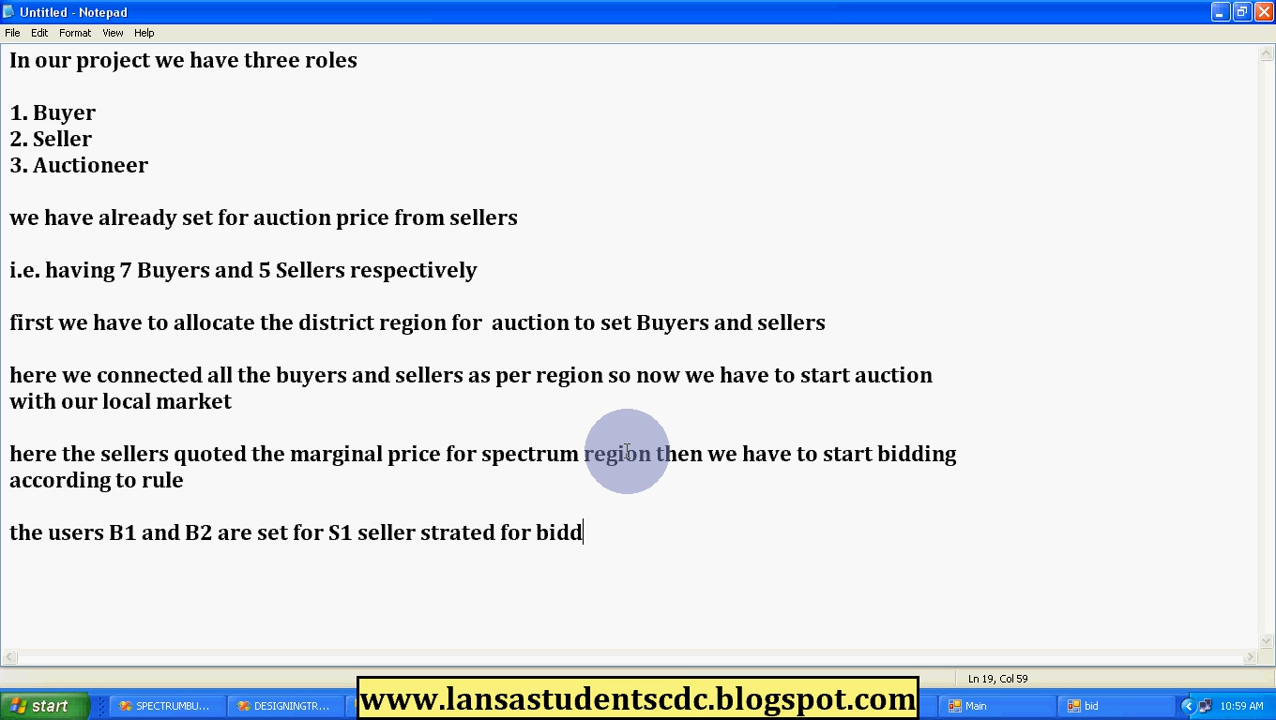 Untitled - Notepad
File Edit Format View Help
In our project we have three roles
1. Buyer
2. Seller
3. Auctioneer
we have already set for auction price from sellers
i.e. having 7 Buyers and 5 Sellers respectively
first we have to allocate the district region for  auction to set Buyers and sellers
here we connected all the buyers and sellers as per region so now we have to start auction
with our local market
here the sellers quoted the marginal price for spectrum region then we have to start bidding
according to rule
the users B1 and B2 are set for S1 seller strated for bidd
Ln 19, Col 59
start SPECTRUMBU... DESIGNINGTR... www.lansastudentscdc.blogspot.com Main bid 10:59 AM